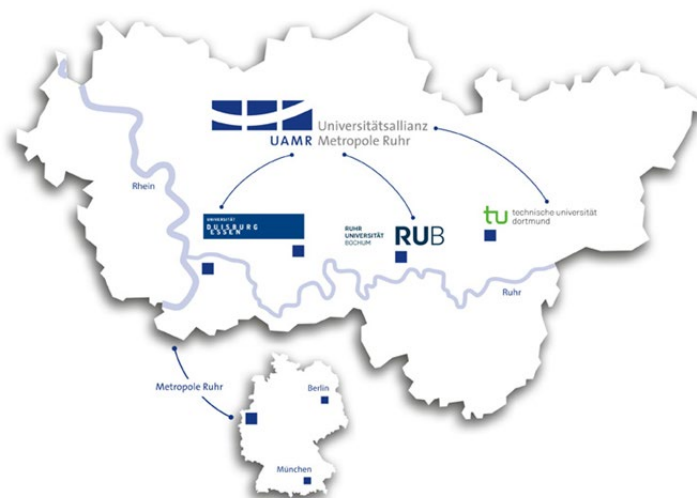 UAMR
Universitätsallianz
Metropole Ruhr
Rhein
UNIVERSITÄT
DUISBURG
ESSEN
RUHR
UNIVERSITÄT
BOCHUM
RUB
tu technische universität
dortmund
Ruhr
Metropole Ruhr
Berlin
München